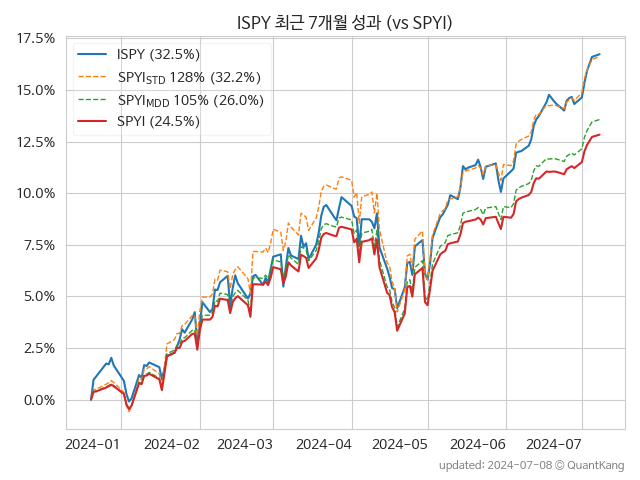 ISPY 최근 7개월 성과 (vs SPYI)
ISPY (32.5%)
SPYI_STD 128% (32.2%)
SPYI_MDD 105% (26.0%)
SPYI (24.5%)
17.5%
15.0%
12.5%
10.0%
7.5%
5.0%
2.5%
0.0%
2024-01 2024-02 2024-03 2024-04 2024-05 2024-06 2024-07
updated: 2024-07-08 © QuantKang